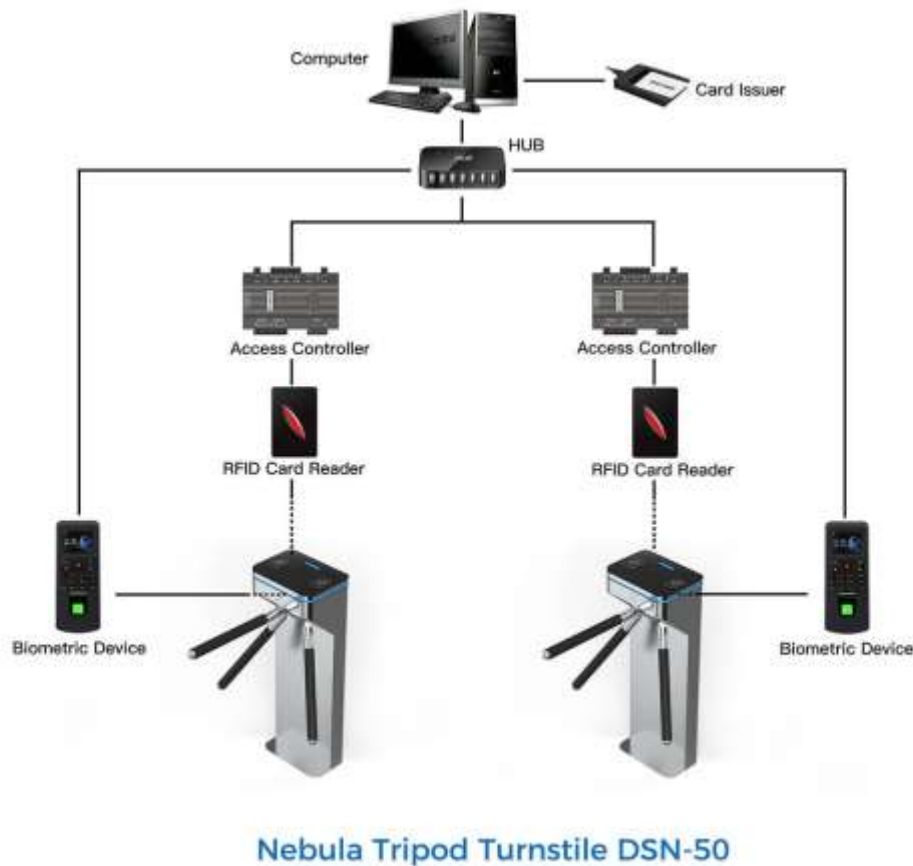 Computer
Card Issuer
HUB
Access Controller
Access Controller
RFID Card Reader
RFID Card Reader
Biometric Device
Biometric Device
Nebula Tripod Turnstile DSN-50